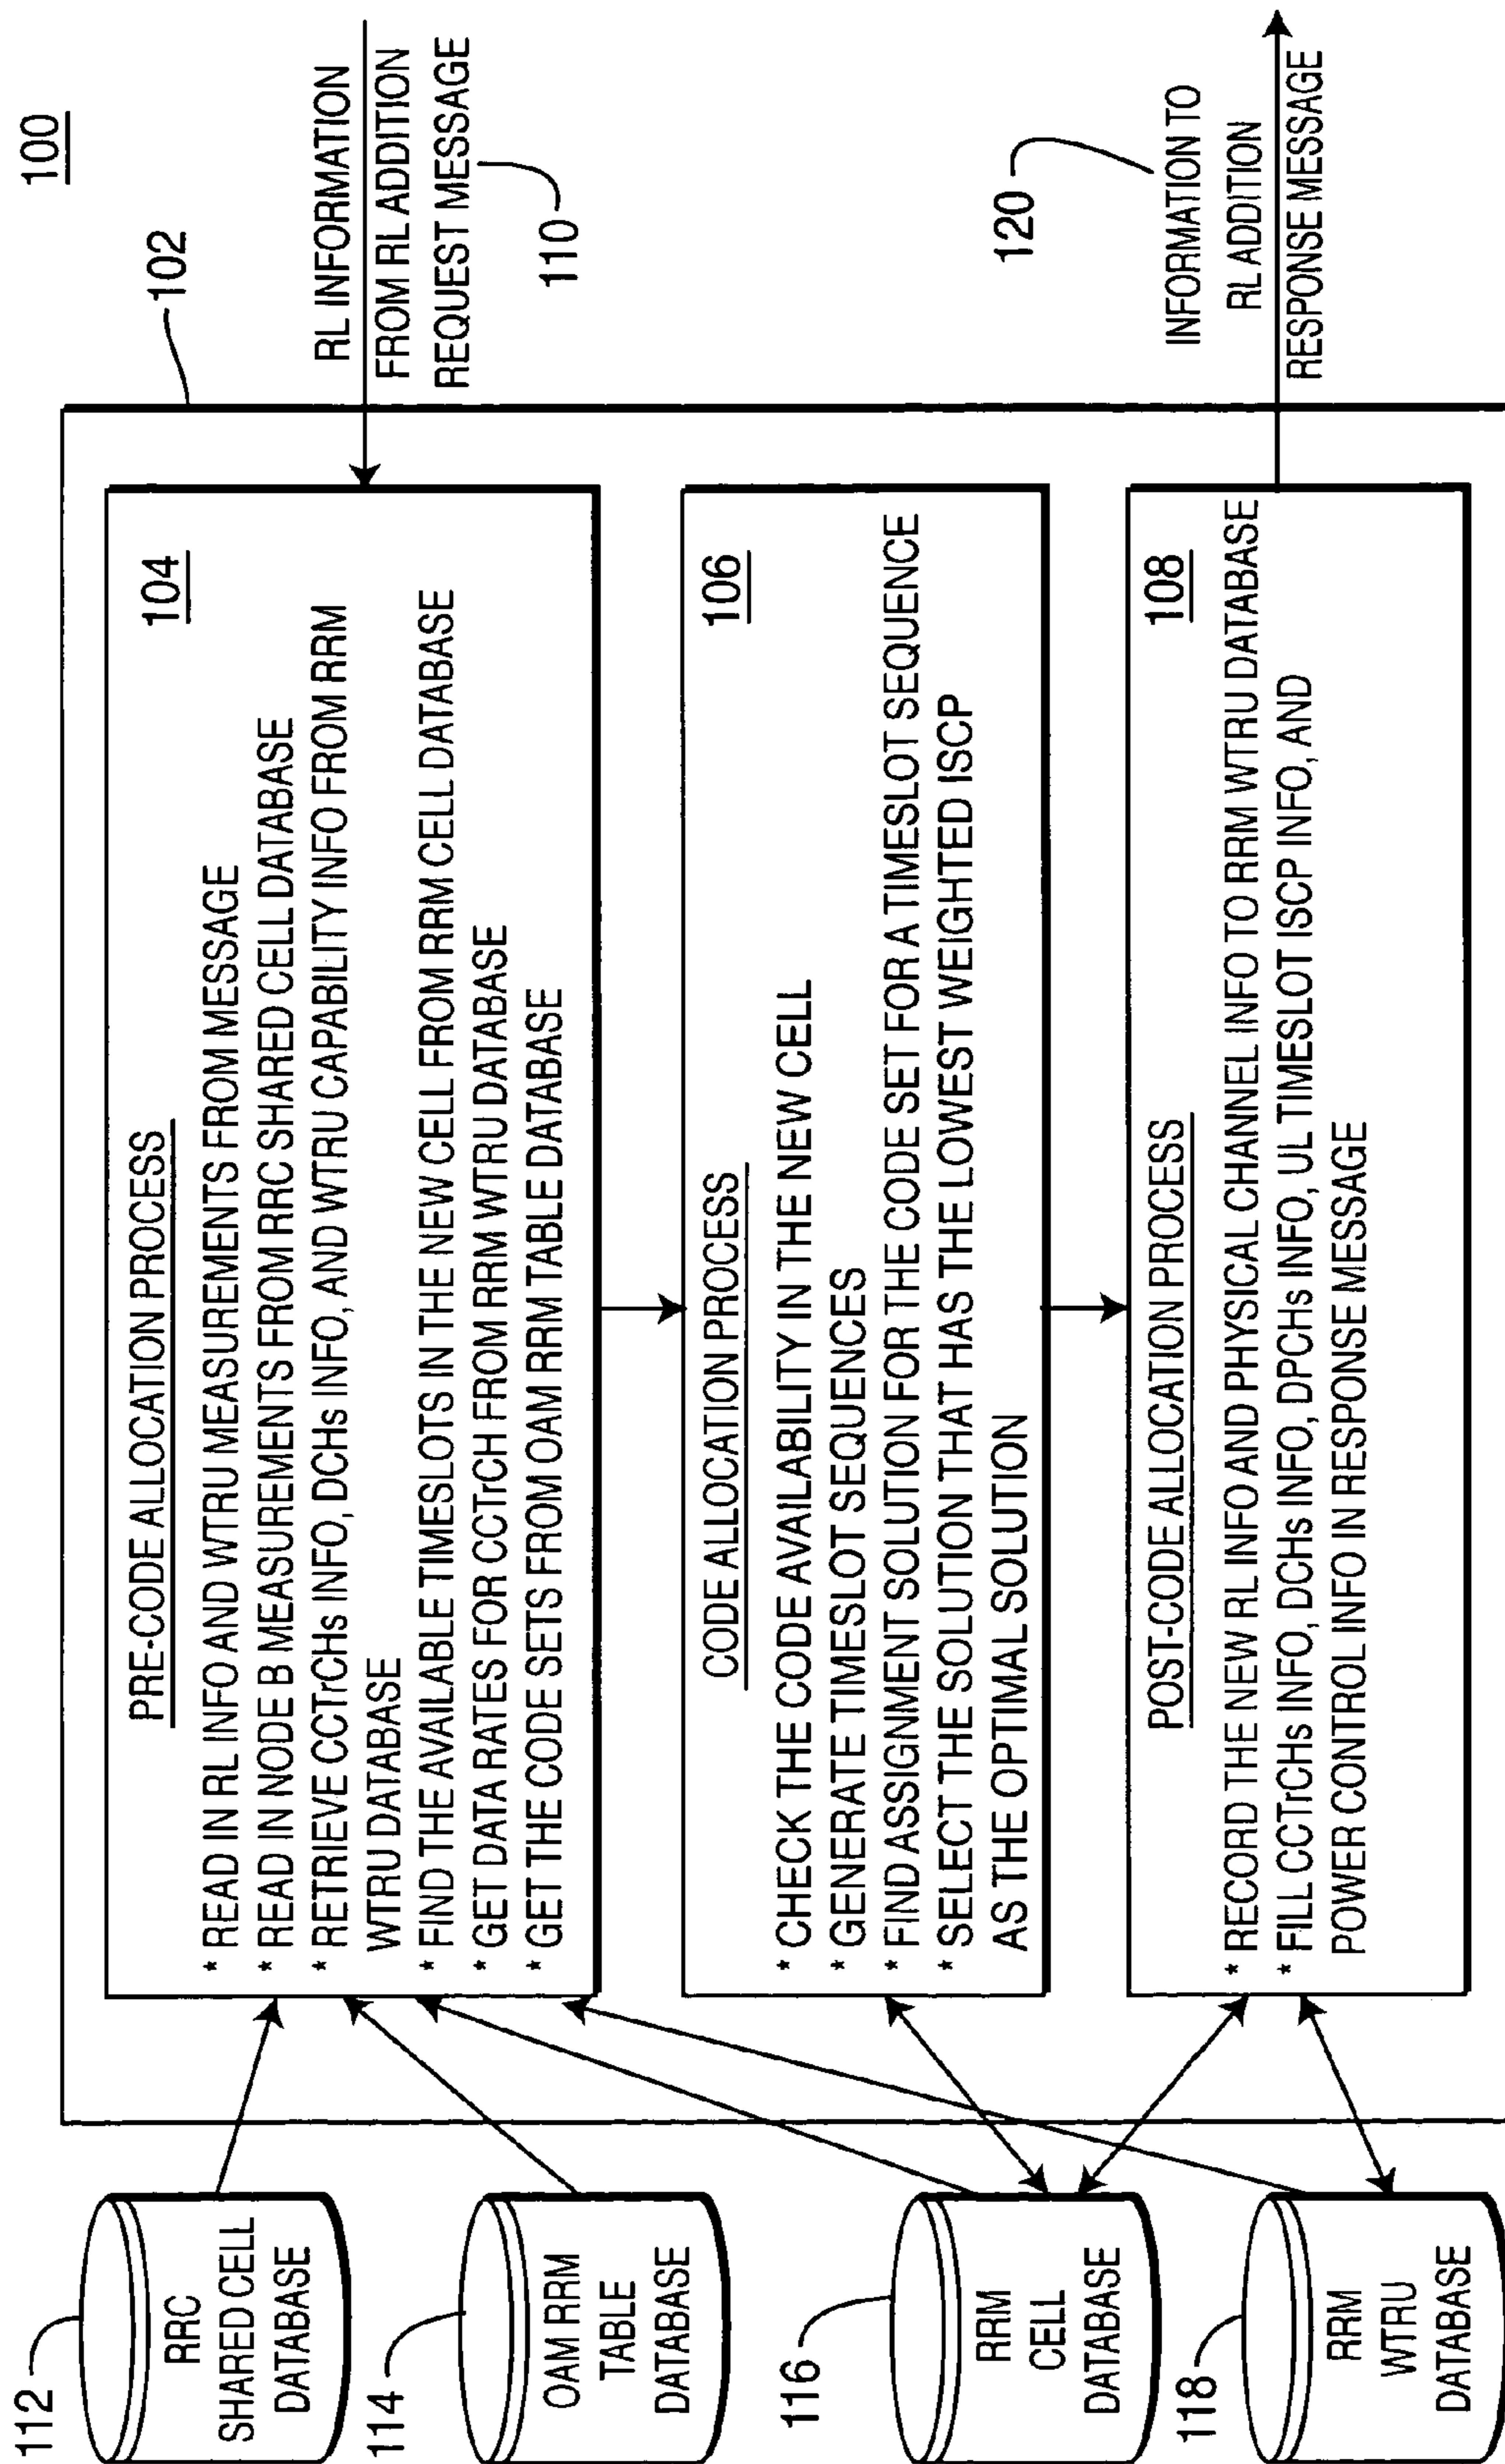 100
102
112
RRC
SHARED CELL
DATABASE
114
OAM RRM
TABLE
DATABASE
116
RRM
CELL
DATABASE
118
RRM
WTRU
DATABASE
PRE-CODE ALLOCATION PROCESS
104
* READ IN RL INFO AND WTRU MEASUREMENTS FROM MESSAGE
* READ IN NODE B MEASUREMENTS FROM RRC SHARED CELL DATABASE
* RETRIEVE CCTrCHs INFO, DCHs INFO, AND WTRU CAPABILITY INFO FROM RRM
WTRU DATABASE
* FIND THE AVAILABLE TIMESLOTS IN THE NEW CELL FROM RRM CELL DATABASE
* GET DATA RATES FOR CCTrCH FROM RRM WTRU DATABASE
* GET THE CODE SETS FROM OAM RRM TABLE DATABASE
CODE ALLOCATION PROCESS
106
* CHECK THE CODE AVAILABILITY IN THE NEW CELL
* GENERATE TIMESLOT SEQUENCES
* FIND ASSIGNMENT SOLUTION FOR THE CODE SET FOR A TIMESLOT SEQUENCE
* SELECT THE SOLUTION THAT HAS THE LOWEST WEIGHTED ISCP
AS THE OPTIMAL SOLUTION
POST-CODE ALLOCATION PROCESS
108
* RECORD THE NEW RL INFO AND PHYSICAL CHANNEL INFO TO RRM WTRU DATABASE
* FILL CCTrCHs INFO, DCHs INFO, DPCHs INFO, UL TIMESLOT ISCP INFO, AND
POWER CONTROL INFO IN RESPONSE MESSAGE
RL INFORMATION
FROM RL ADDITION
REQUEST MESSAGE
110
120
INFORMATION TO
RL ADDITION
RESPONSE MESSAGE